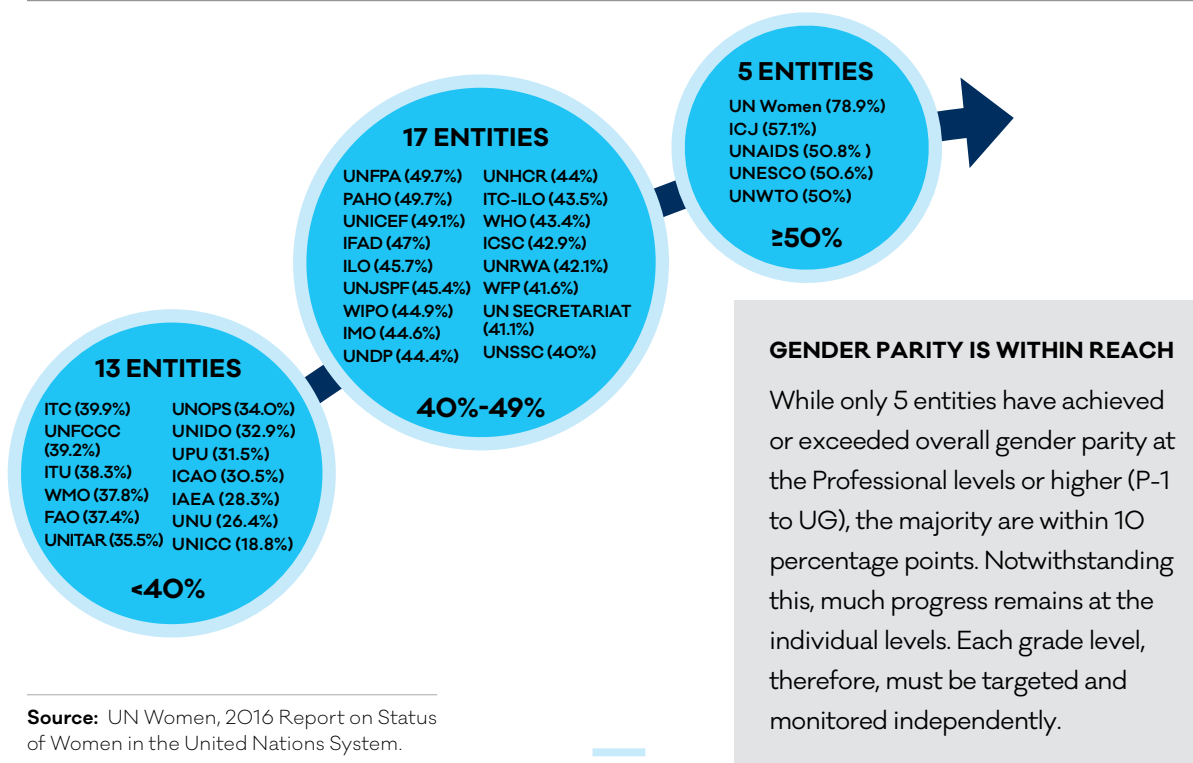 5 ENTITIES
UN Women (78.9%)
ICJ (57.1%)
UNAIDS (50.8% )
UNESCO (50.6%)
UNWTO (50%)
≥50%
17 ENTITIES
UNFPA (49.7%)
PAHO (49.7%)
UNICEF (49.1%)
IFAD (47%)
ILO (45.7%)
UNJSPF (45.4%)
WIPO (44.9%)
IMO (44.6%)
UNDP (44.4%)
UNHCR (44%)
ITC-ILO (43.5%)
WHO (43.4%)
ICSC (42.9%)
UNRWA (42.1%)
WFP (41.6%)
UN SECRETARIAT
(41.1%)
UNSSC (40%)
40%-49%
13 ENTITIES
ITC (39.9%)
UNFCCC
(39.2%)
ITU (38.3%)
WMO (37.8%)
FAO (37.4%)
UNITAR (35.5%)
UNOPS (34.0%)
UNIDO (32.9%)
UPU (31.5%)
ICAO (30.5%)
IAEA (28.3%)
UNU (26.4%)
UNICC (18.8%)
<40%
GENDER PARITY IS WITHIN REACH
While only 5 entities have achieved
or exceeded overall gender parity at
the Professional levels or higher (P-1
to UG), the majority are within 10
percentage points. Notwithstanding
this, much progress remains at the
individual levels. Each grade level,
therefore, must be targeted and
monitored independently.
Source: UN Women, 2016 Report on Status
of Women in the United Nations System.